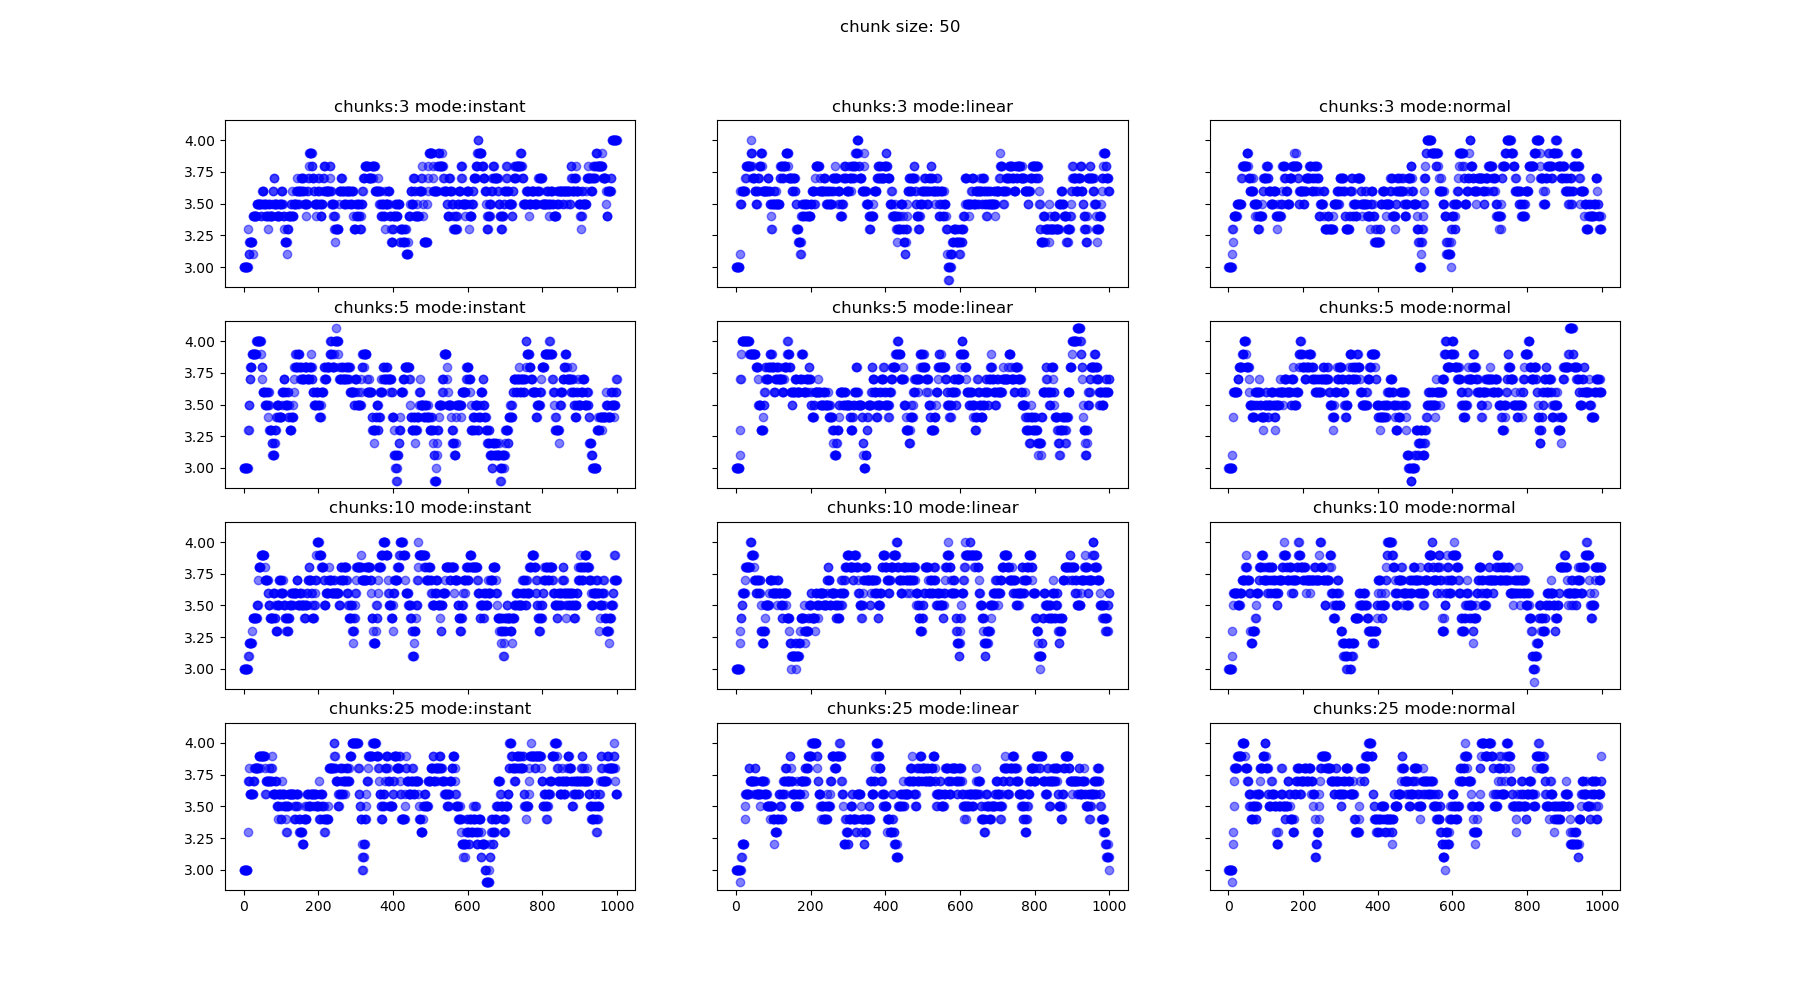 chunk size: 50
chunks:3 mode:instant
chunks:3 mode:linear
chunks:3 mode:normal
4.00
3.75
3.50
3.25
3.00
chunks:5 mode:instant
chunks:5 mode:linear
chunks:5 mode:normal
4.00
3.75
3.50
3.25
3.00
chunks:10 mode:instant
chunks:10 mode:linear
chunks:10 mode:normal
4.00
3.75
3.50
3.25
3.00
chunks:25 mode:instant
chunks:25 mode:linear
chunks:25 mode:normal
4.00
3.75
3.50
3.25
3.00
0 200 400 600 800 1000
0 200 400 600 800 1000
0 200 400 600 800 1000